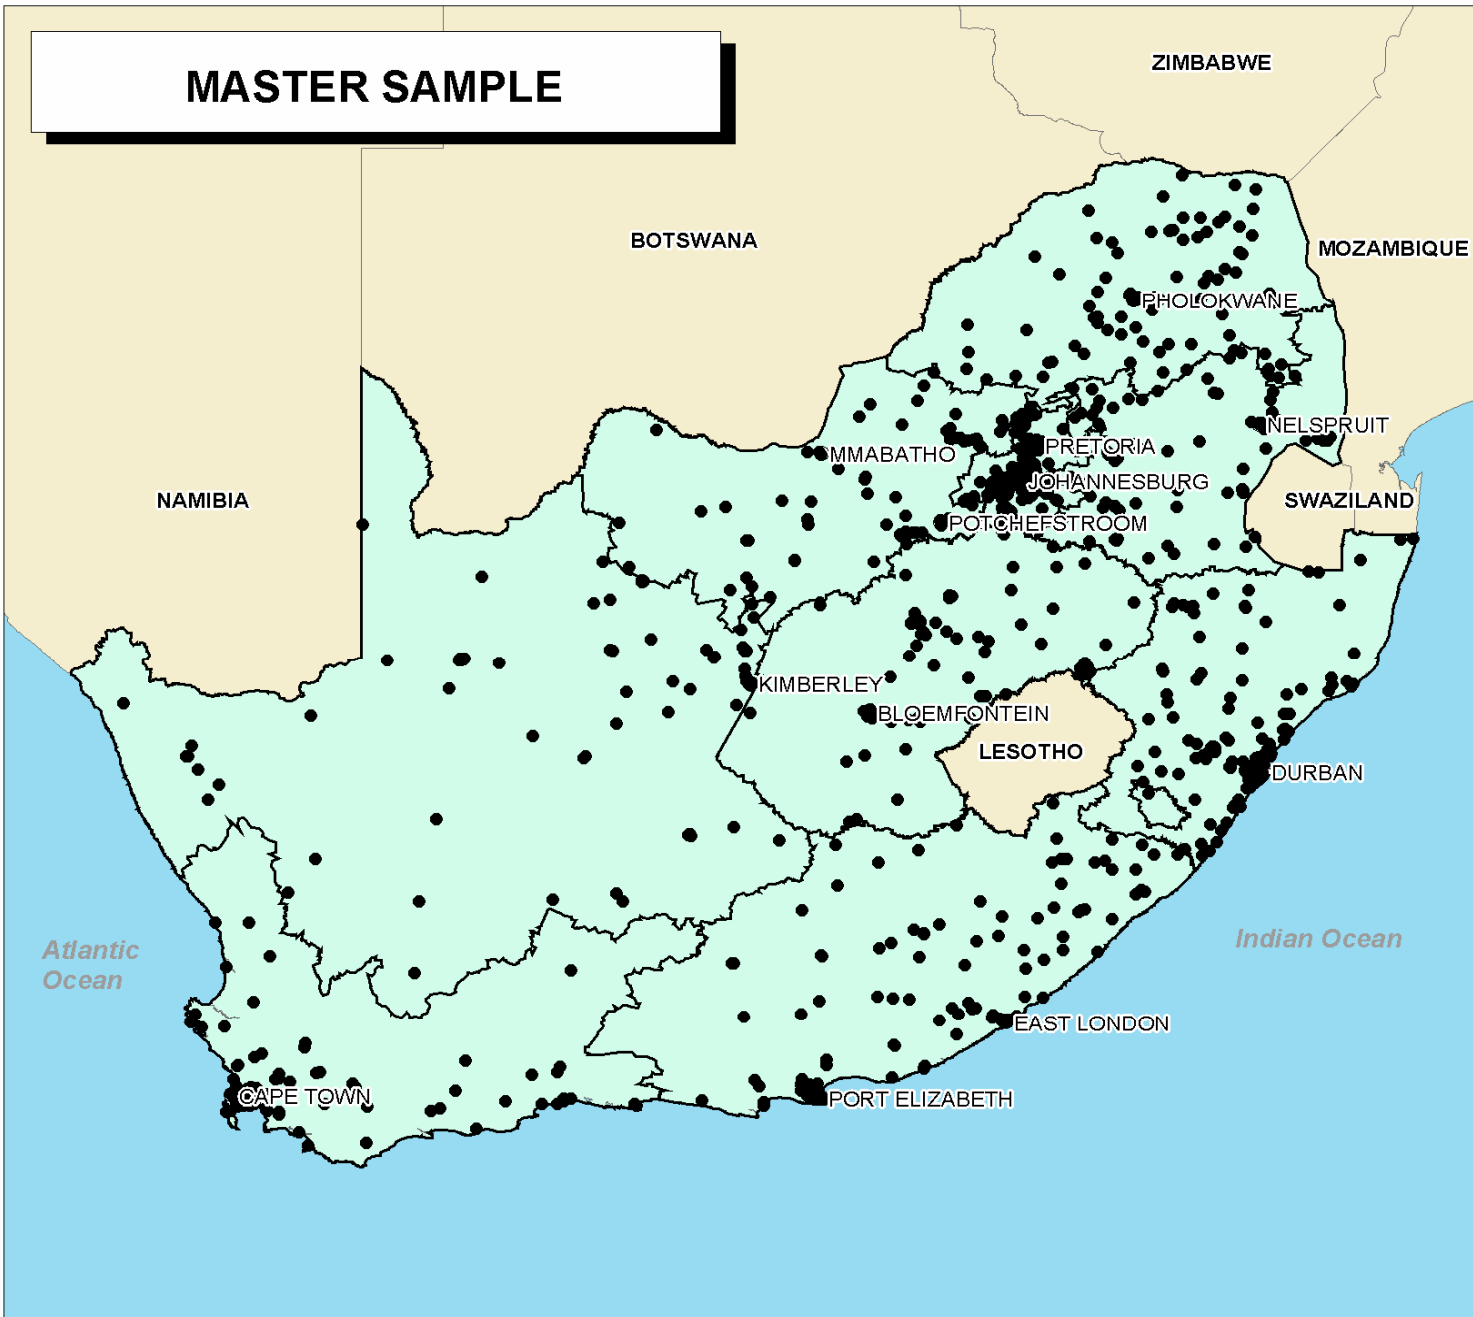 MASTER SAMPLE
ZIMBABWE
BOTSWANA
MOZAMBIQUE
PHOLOKWANE
NELSPRUIT
PRETORIA
MMABATHO
JOHANNESBURG
NAMIBIA
SWAZILAND
POTCHEFSTROOM
KIMBERLEY
BLOEMFONTEIN
LESOTHO
DURBAN
Atlantic
Ocean
Indian Ocean
EAST LONDON
CAPE TOWN
PORT ELIZABETH